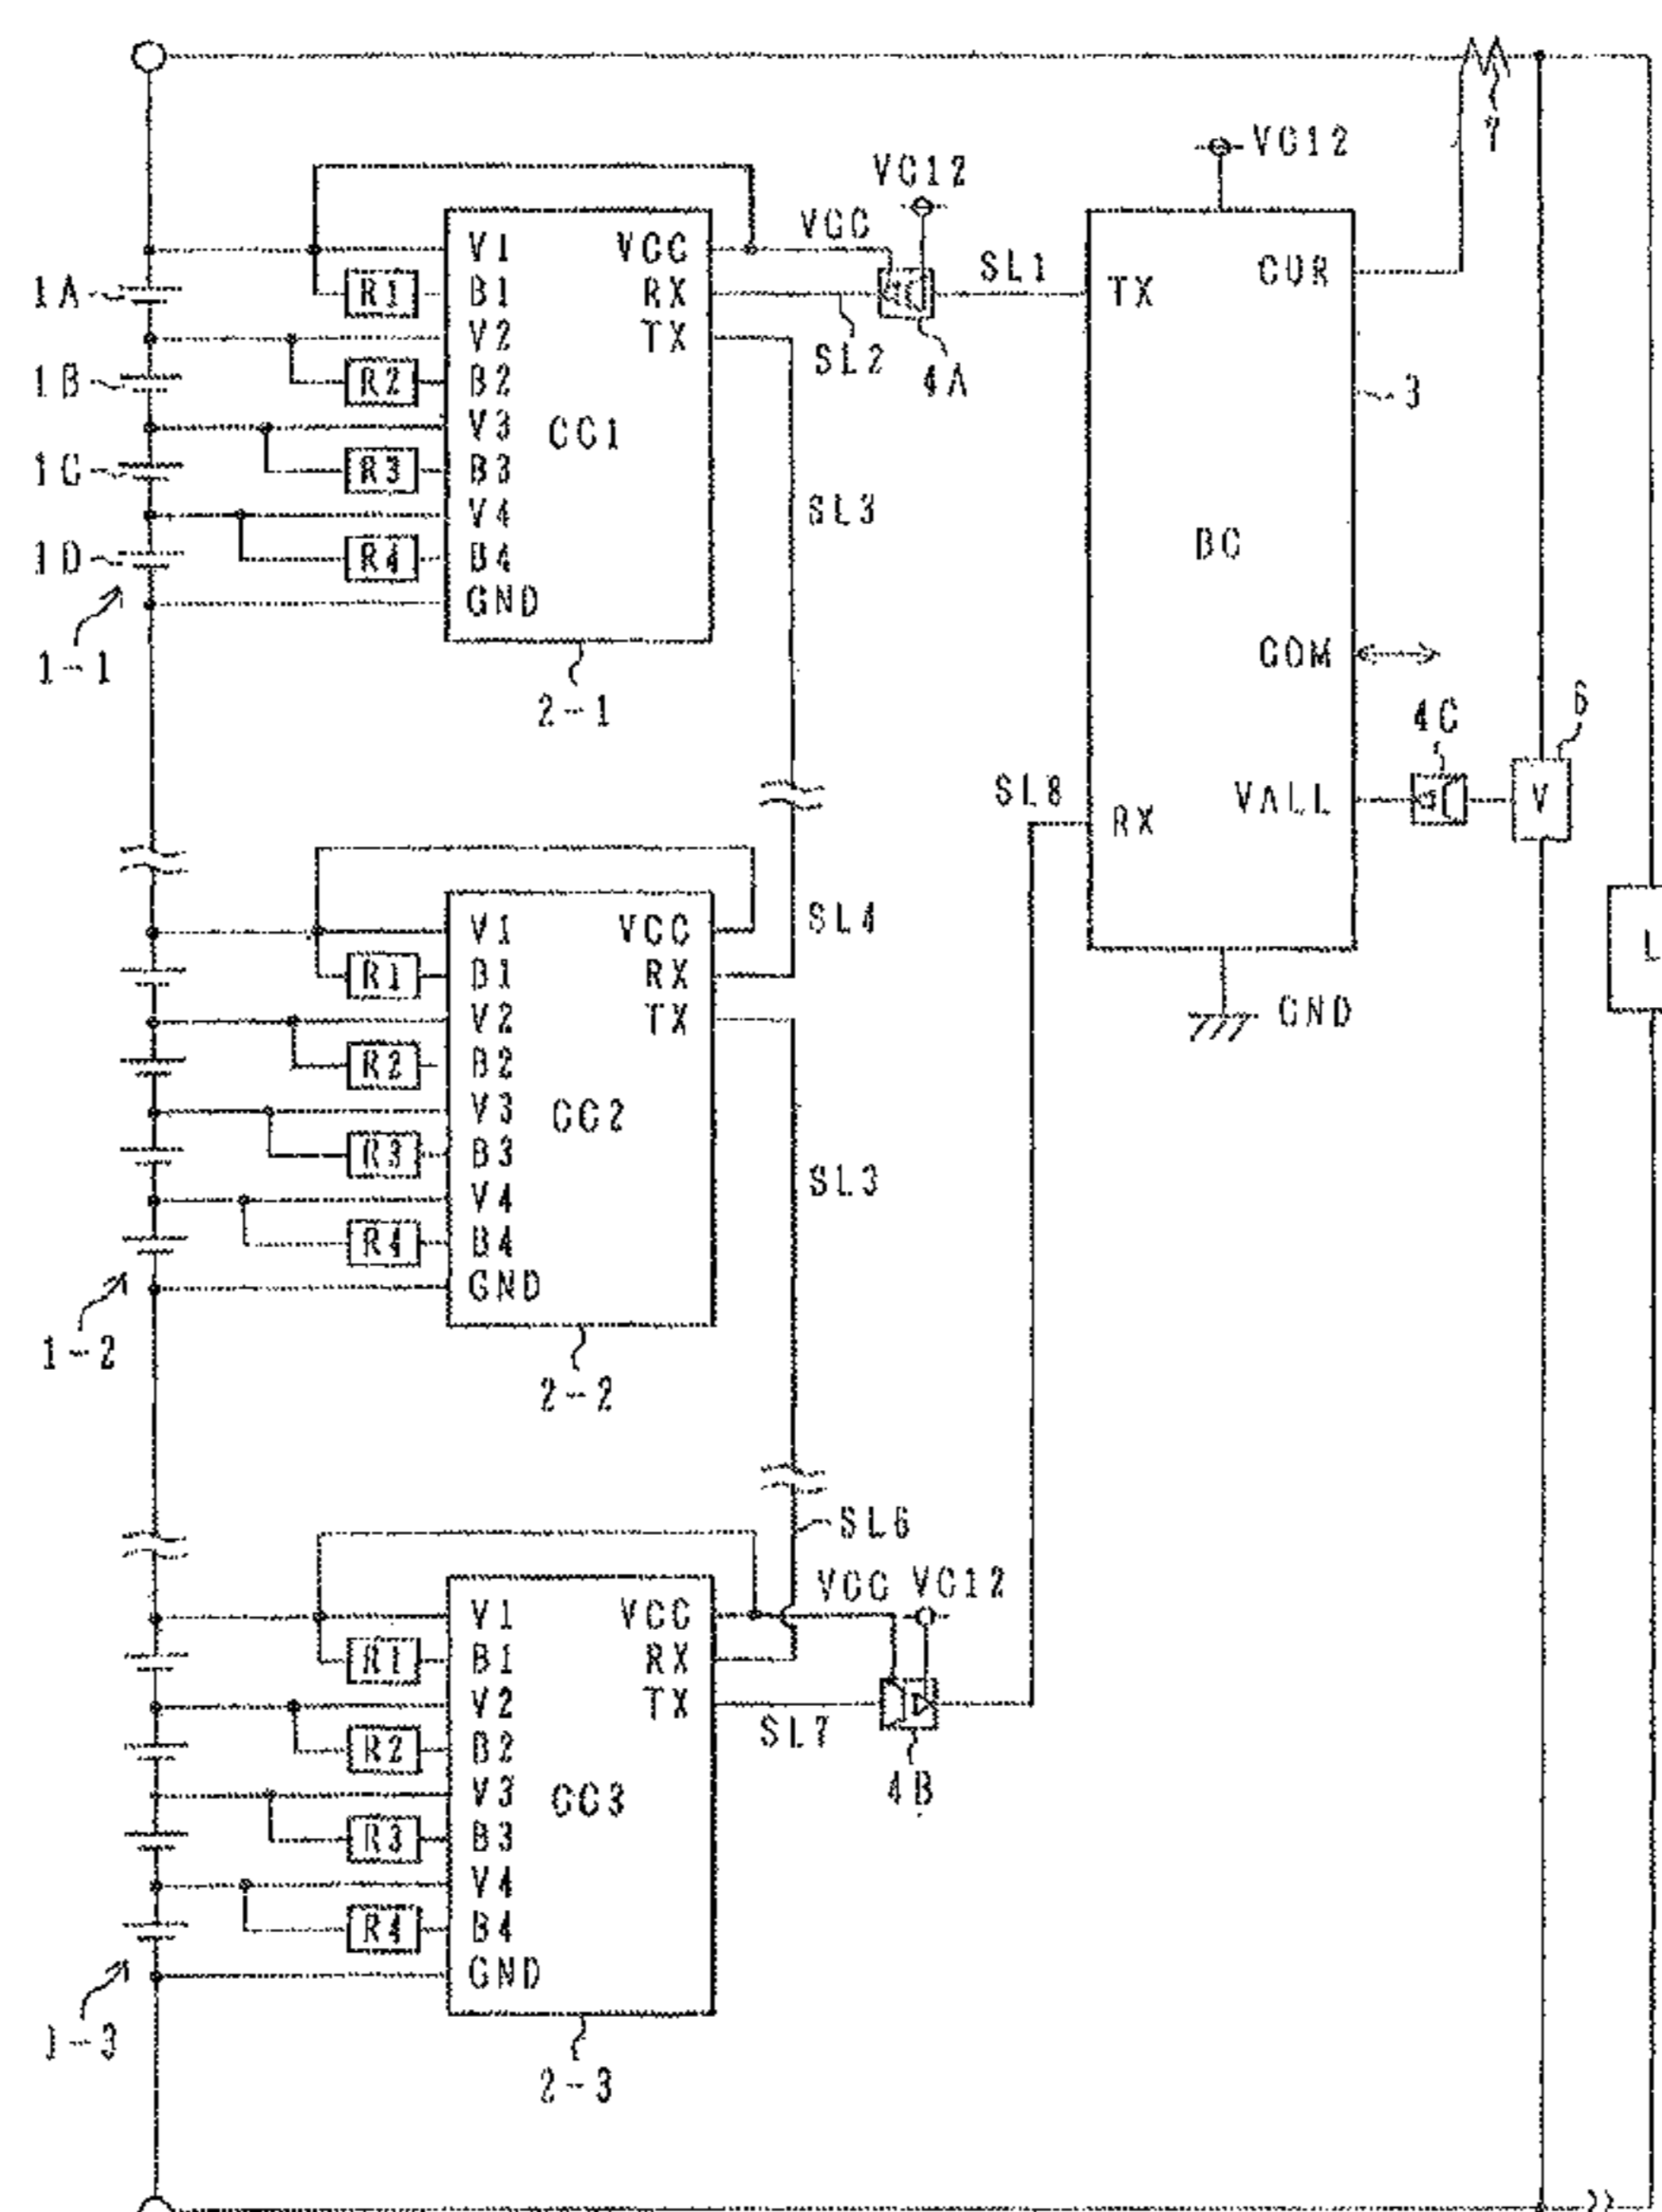 7
VC12
VC12
1A
1B
1C
1D
1-1
R1
R2
R3
R4
V1
B1
V2
B2
V3
B3
V4
B4
GND
CC1
VCC
RX
TX
2-1
VCC
SL2
4A
SL1
SL3
TX
CUR
3
BC
COM
VALL
RX
SL8
4C
6
V
L
GND
SL4
1-2
R1
R2
R3
R4
V1
B1
V2
B2
V3
B3
V4
B4
GND
CC2
VCC
RX
TX
2-2
SL3
SL6
1-3
R1
R2
R3
R4
V1
B1
V2
B2
V3
B3
V4
B4
GND
CC3
VCC
RX
TX
2-3
VCC
VC12
SL7
4B